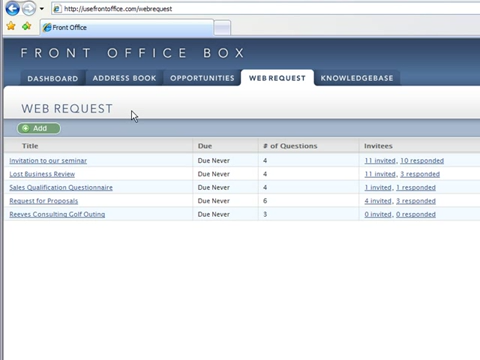 http://usefrontoffice.com/webrequest
Front Office
FRONT OFFICE BOX
DASHBOARD ADDRESS BOOK OPPORTUNITIES WEB REQUEST KNOWLEDGEBASE
WEB REQUEST
Add
Title Due # of Questions Invitees
Invitation to our seminar Due Never 4 11 invited, 10 responded
Lost Business Review Due Never 4 11 invited, 3 responded
Sales Qualification Questionnaire Due Never 4 1 invited, 1 responded
Request for Proposals Due Never 6 4 invited, 3 responded
Reeves Consulting Golf Outing Due Never 3 0 invited, 0 responded